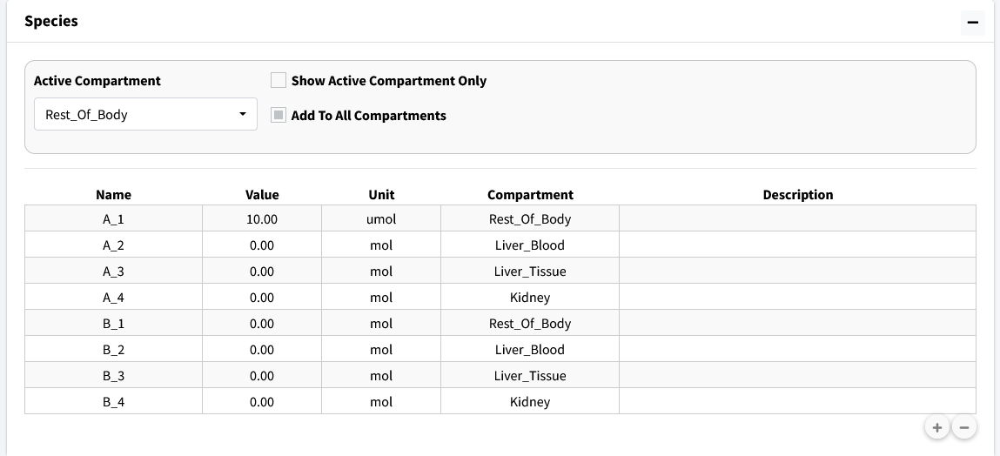 Species
Active Compartment
Show Active Compartment Only
Rest_Of_Body
Add To All Compartments
Name Value Unit Compartment Description
A_1 10.00 umol Rest_Of_Body
A_2 0.00 mol Liver_Blood
A_3 0.00 mol Liver_Tissue
A_4 0.00 mol Kidney
B_1 0.00 mol Rest_Of_Body
B_2 0.00 mol Liver_Blood
B_3 0.00 mol Liver_Tissue
B_4 0.00 mol Kidney